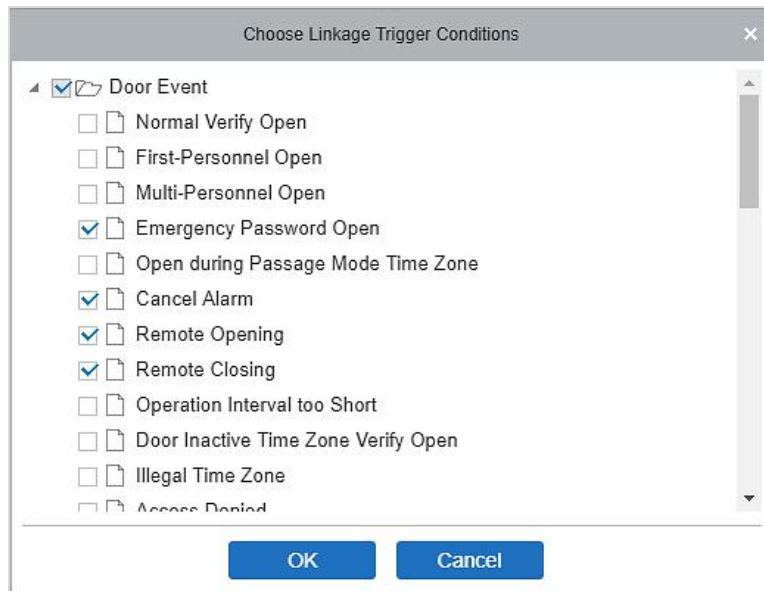 Choose Linkage Trigger Conditions
Door Event
Normal Verify Open
First-Personnel Open
Multi-Personnel Open
Emergency Password Open
Open during Passage Mode Time Zone
Cancel Alarm
Remote Opening
Remote Closing
Operation Interval too Short
Door Inactive Time Zone Verify Open
Illegal Time Zone
Access Denied
OK Cancel